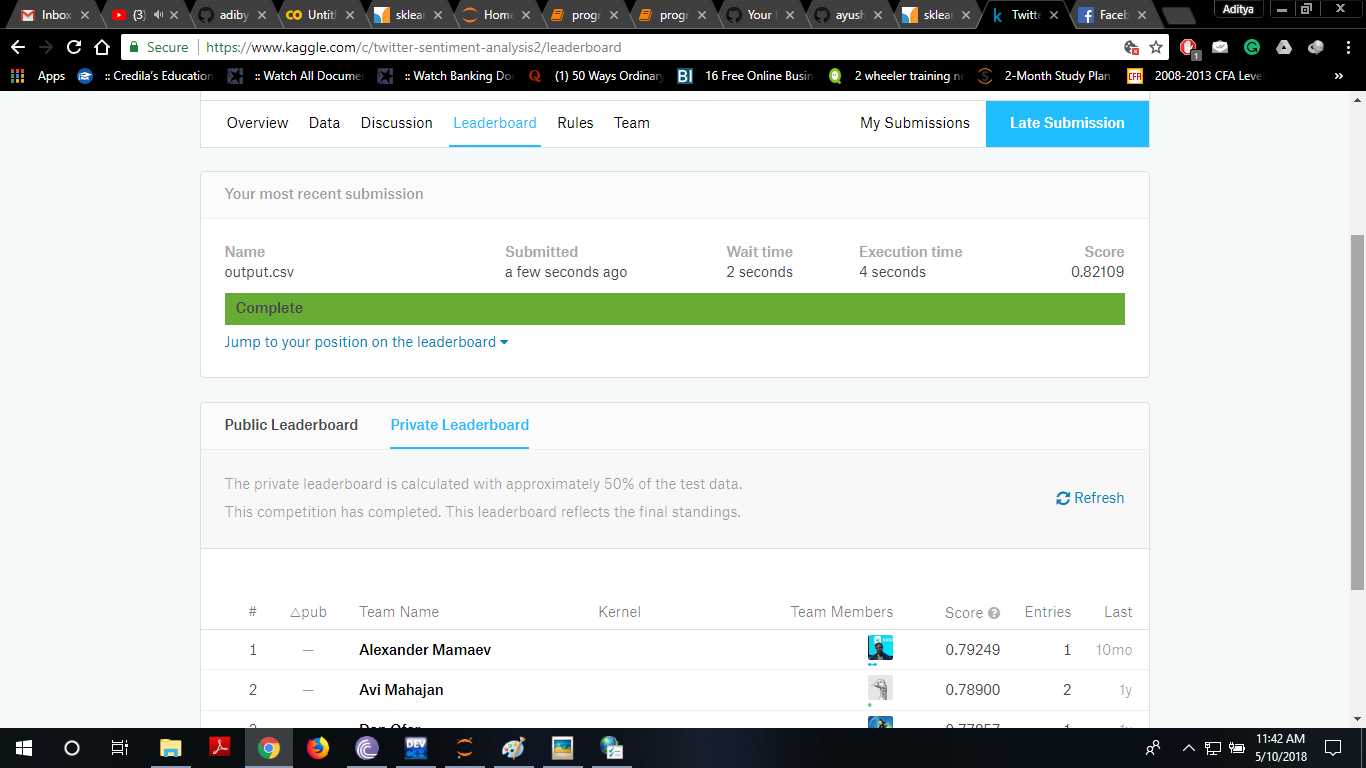 Inbox (3) adiby Untitl sklear Home progr progr Your ayush sklear Twitte Faceb Aditya
Secure https://www.kaggle.com/c/twitter-sentiment-analysis2/leaderboard 1
Apps :: Credila's Education :: Watch All Docume :: Watch Banking Do (1) 50 Ways Ordinary BI 16 Free Online Busin 2 wheeler training n 2-Month Study Plan CFA 2008-2013 CFA Leve »
Overview Data Discussion Leaderboard Rules Team My Submissions Late Submission
Your most recent submission
Name Submitted Wait time Execution time Score
output.csv a few seconds ago 2 seconds 4 seconds 0.82109
Complete
Jump to your position on the leaderboard
Public Leaderboard Private Leaderboard
The private leaderboard is calculated with approximately 50% of the test data.
Refresh
This competition has completed. This leaderboard reflects the final standings.
# △pub Team Name Kernel Team Members Score Entries Last
1 — Alexander Mamaev 0.79249 1 10mo
2 — Avi Mahajan 0.78900 2 1y
DEV
11:42 AM
5/10/2018